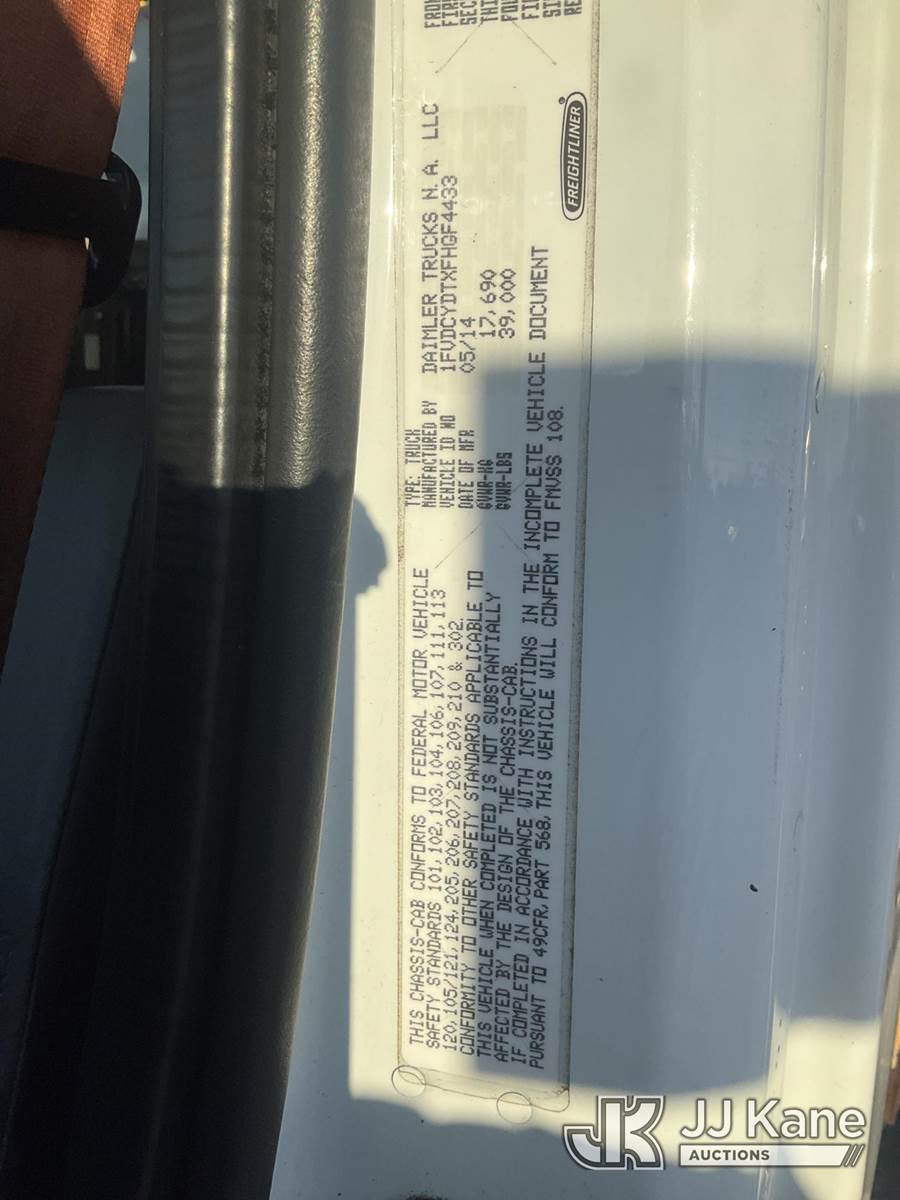 THIS CHASSIS-CAB CONFORMS TO FEDERAL MOTOR VEHICLE
SAFETY STANDARDS 101,102,103,104,106,107,111,113
120,105/121,124,205,206,207,208,209,210 & 302.
CONFORMITY TO OTHER SAFETY STANDARDS APPLICABLE TO
THIS VEHICLE WHEN COMPLETED IS NOT SUBSTANTIALLY
AFFECTED BY THE DESIGN OF THE CHASSIS-CAB.
IF COMPLETED IN ACCORDANCE WITH INSTRUCTIONS IN THE INCOMPLETE VEHICLE DOCUMENT
PURSUANT TO 49CFR, PART 568, THIS VEHICLE WILL CONFORM TO FMVSS 108.
TYPE: TRUCK
MANUFACTURED BY DAIMLER TRUCKS N.A. LLC
VEHICLE ID NO 1FVDCYDTXFHGF4433
DATE OF MFR 05/14
GVWR-KG 17,690
GVWR-LBS 39,000
FREIGHTLINER
JK JJ Kane
AUCTIONS